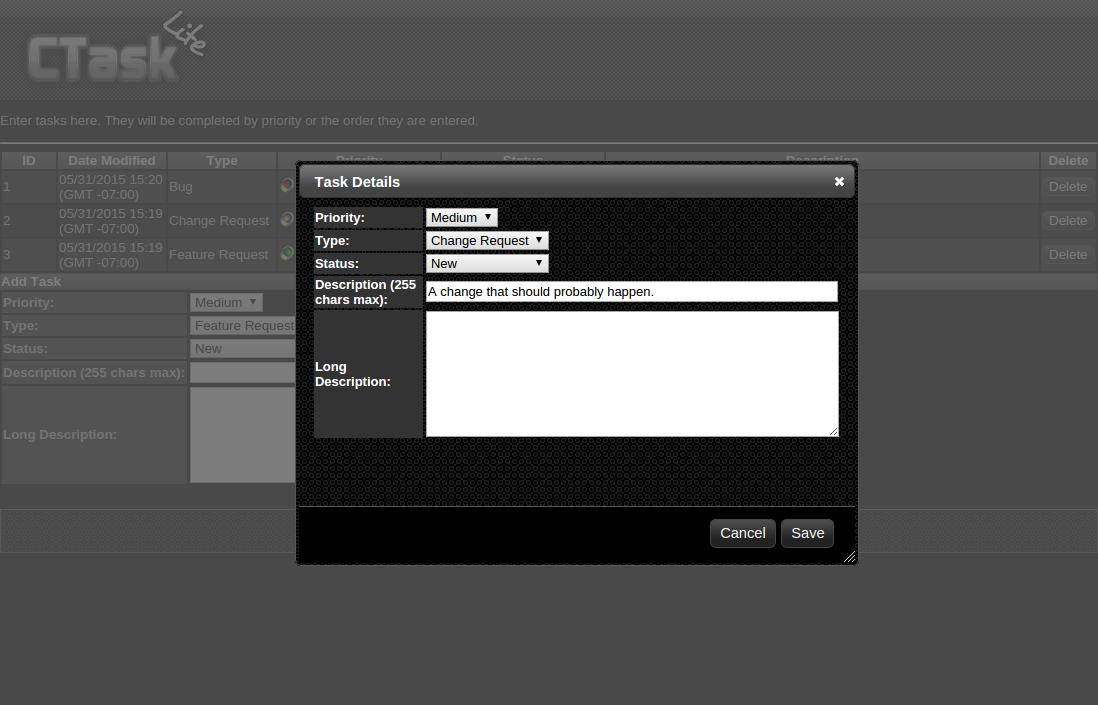 CTask Lite
Enter tasks here. They will be completed by priority or the order they are entered.
ID Date Modified Type Priority Status Description Delete
1 05/31/2015 15:20 (GMT -07:00) Bug Delete
2 05/31/2015 15:19 (GMT -07:00) Change Request Delete
3 05/31/2015 15:19 (GMT -07:00) Feature Request Delete
Add Task
Priority: Medium
Type: Feature Request
Status: New
Description (255 chars max):
Long Description:
Task Details
Priority: Medium
Type: Change Request
Status: New
Description (255 chars max): A change that should probably happen.
Long Description:
Cancel Save